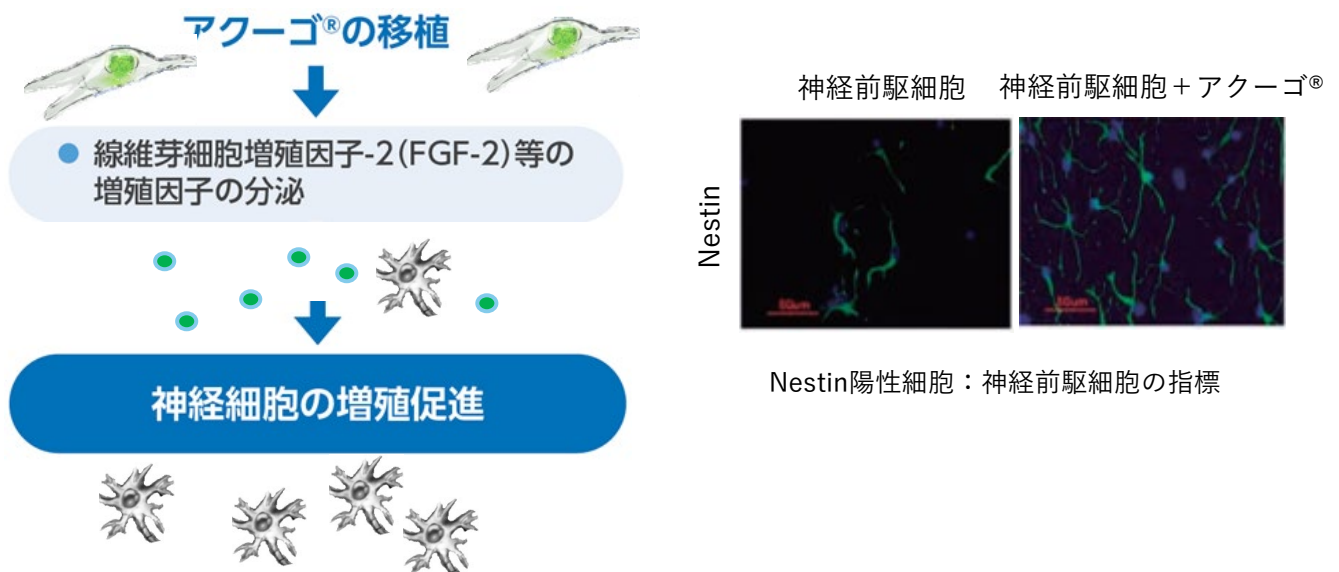 アクーゴ®の移植
線維芽細胞増殖因子-2(FGF-2)等の
増殖因子の分泌
神経細胞の増殖促進
神経前駆細胞
神経前駆細胞+アクーゴ®
Nestin
50μm
50μm
Nestin陽性細胞:神経前駆細胞の指標